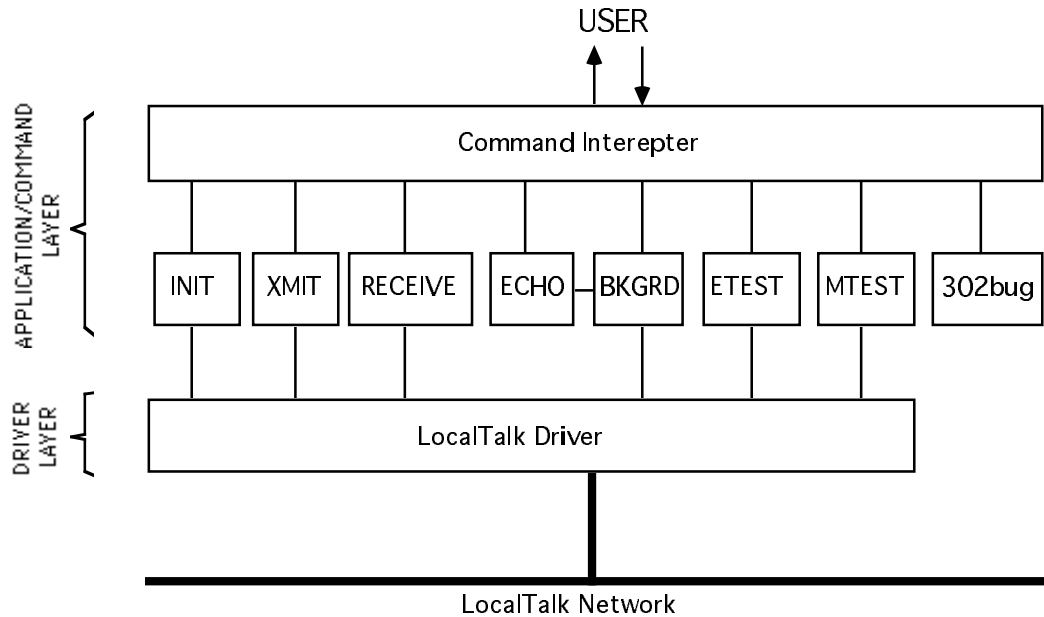 USER
APPLICATION/COMMAND
LAYER
Command Interepter
INIT
XMIT
RECEIVE
ECHO
BKGRD
ETEST
MTEST
302bug
DRIVER
LAYER
LocalTalk Driver
LocalTalk Network